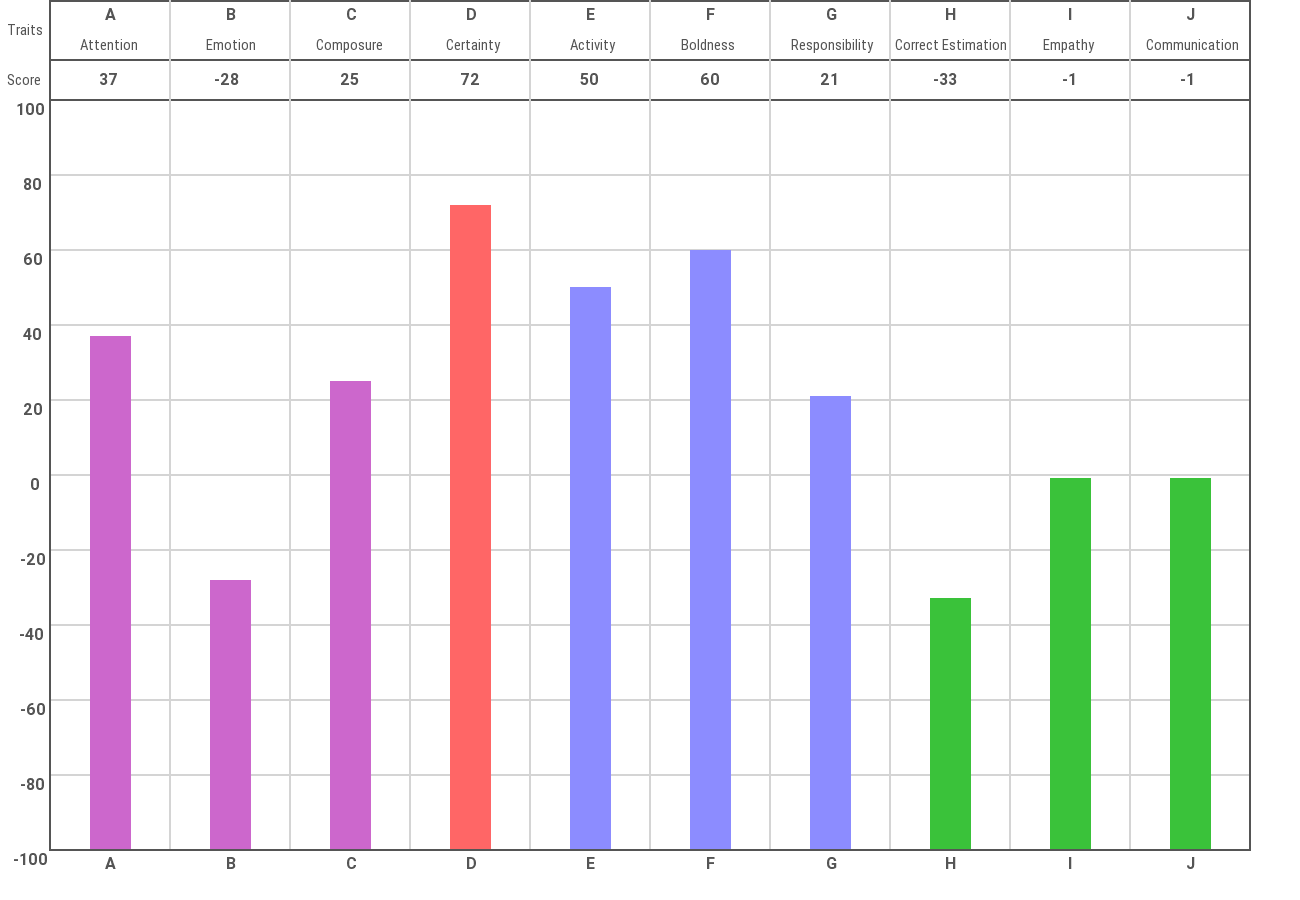 A B C D E F G H I J
Traits
Attention Emotion Composure Certainty Activity Boldness Responsibility Correct Estimation Empathy Communication
Score 37 -28 25 72 50 60 21 -33 -1 -1
100
80
60
40
20
0
-20
-40
-60
-80
-100
A B C D E F G H I J